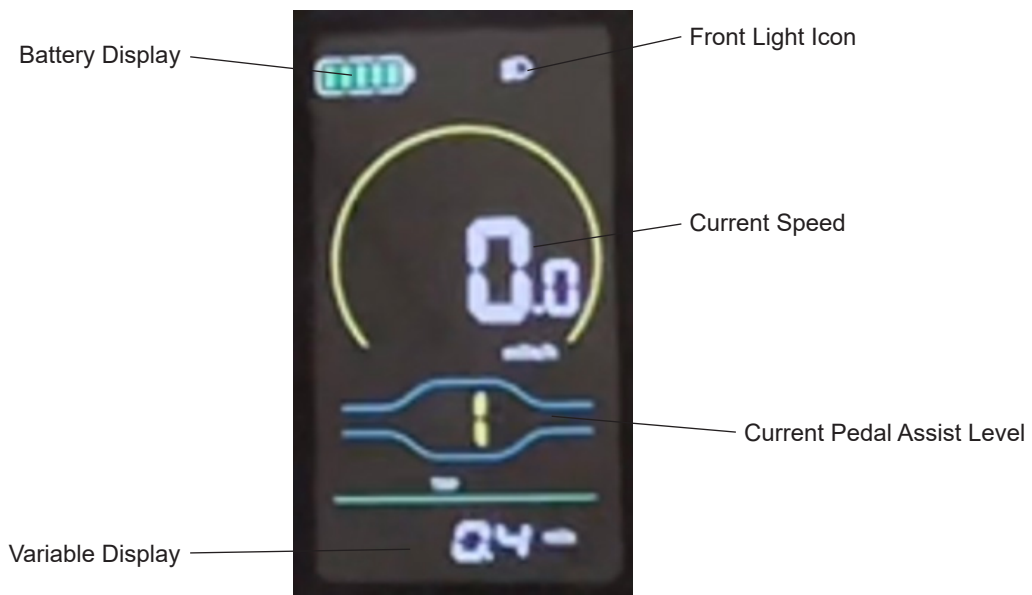 Battery Display
Front Light Icon
Current Speed
0.0
1
Current Pedal Assist Level
Variable Display
0.4